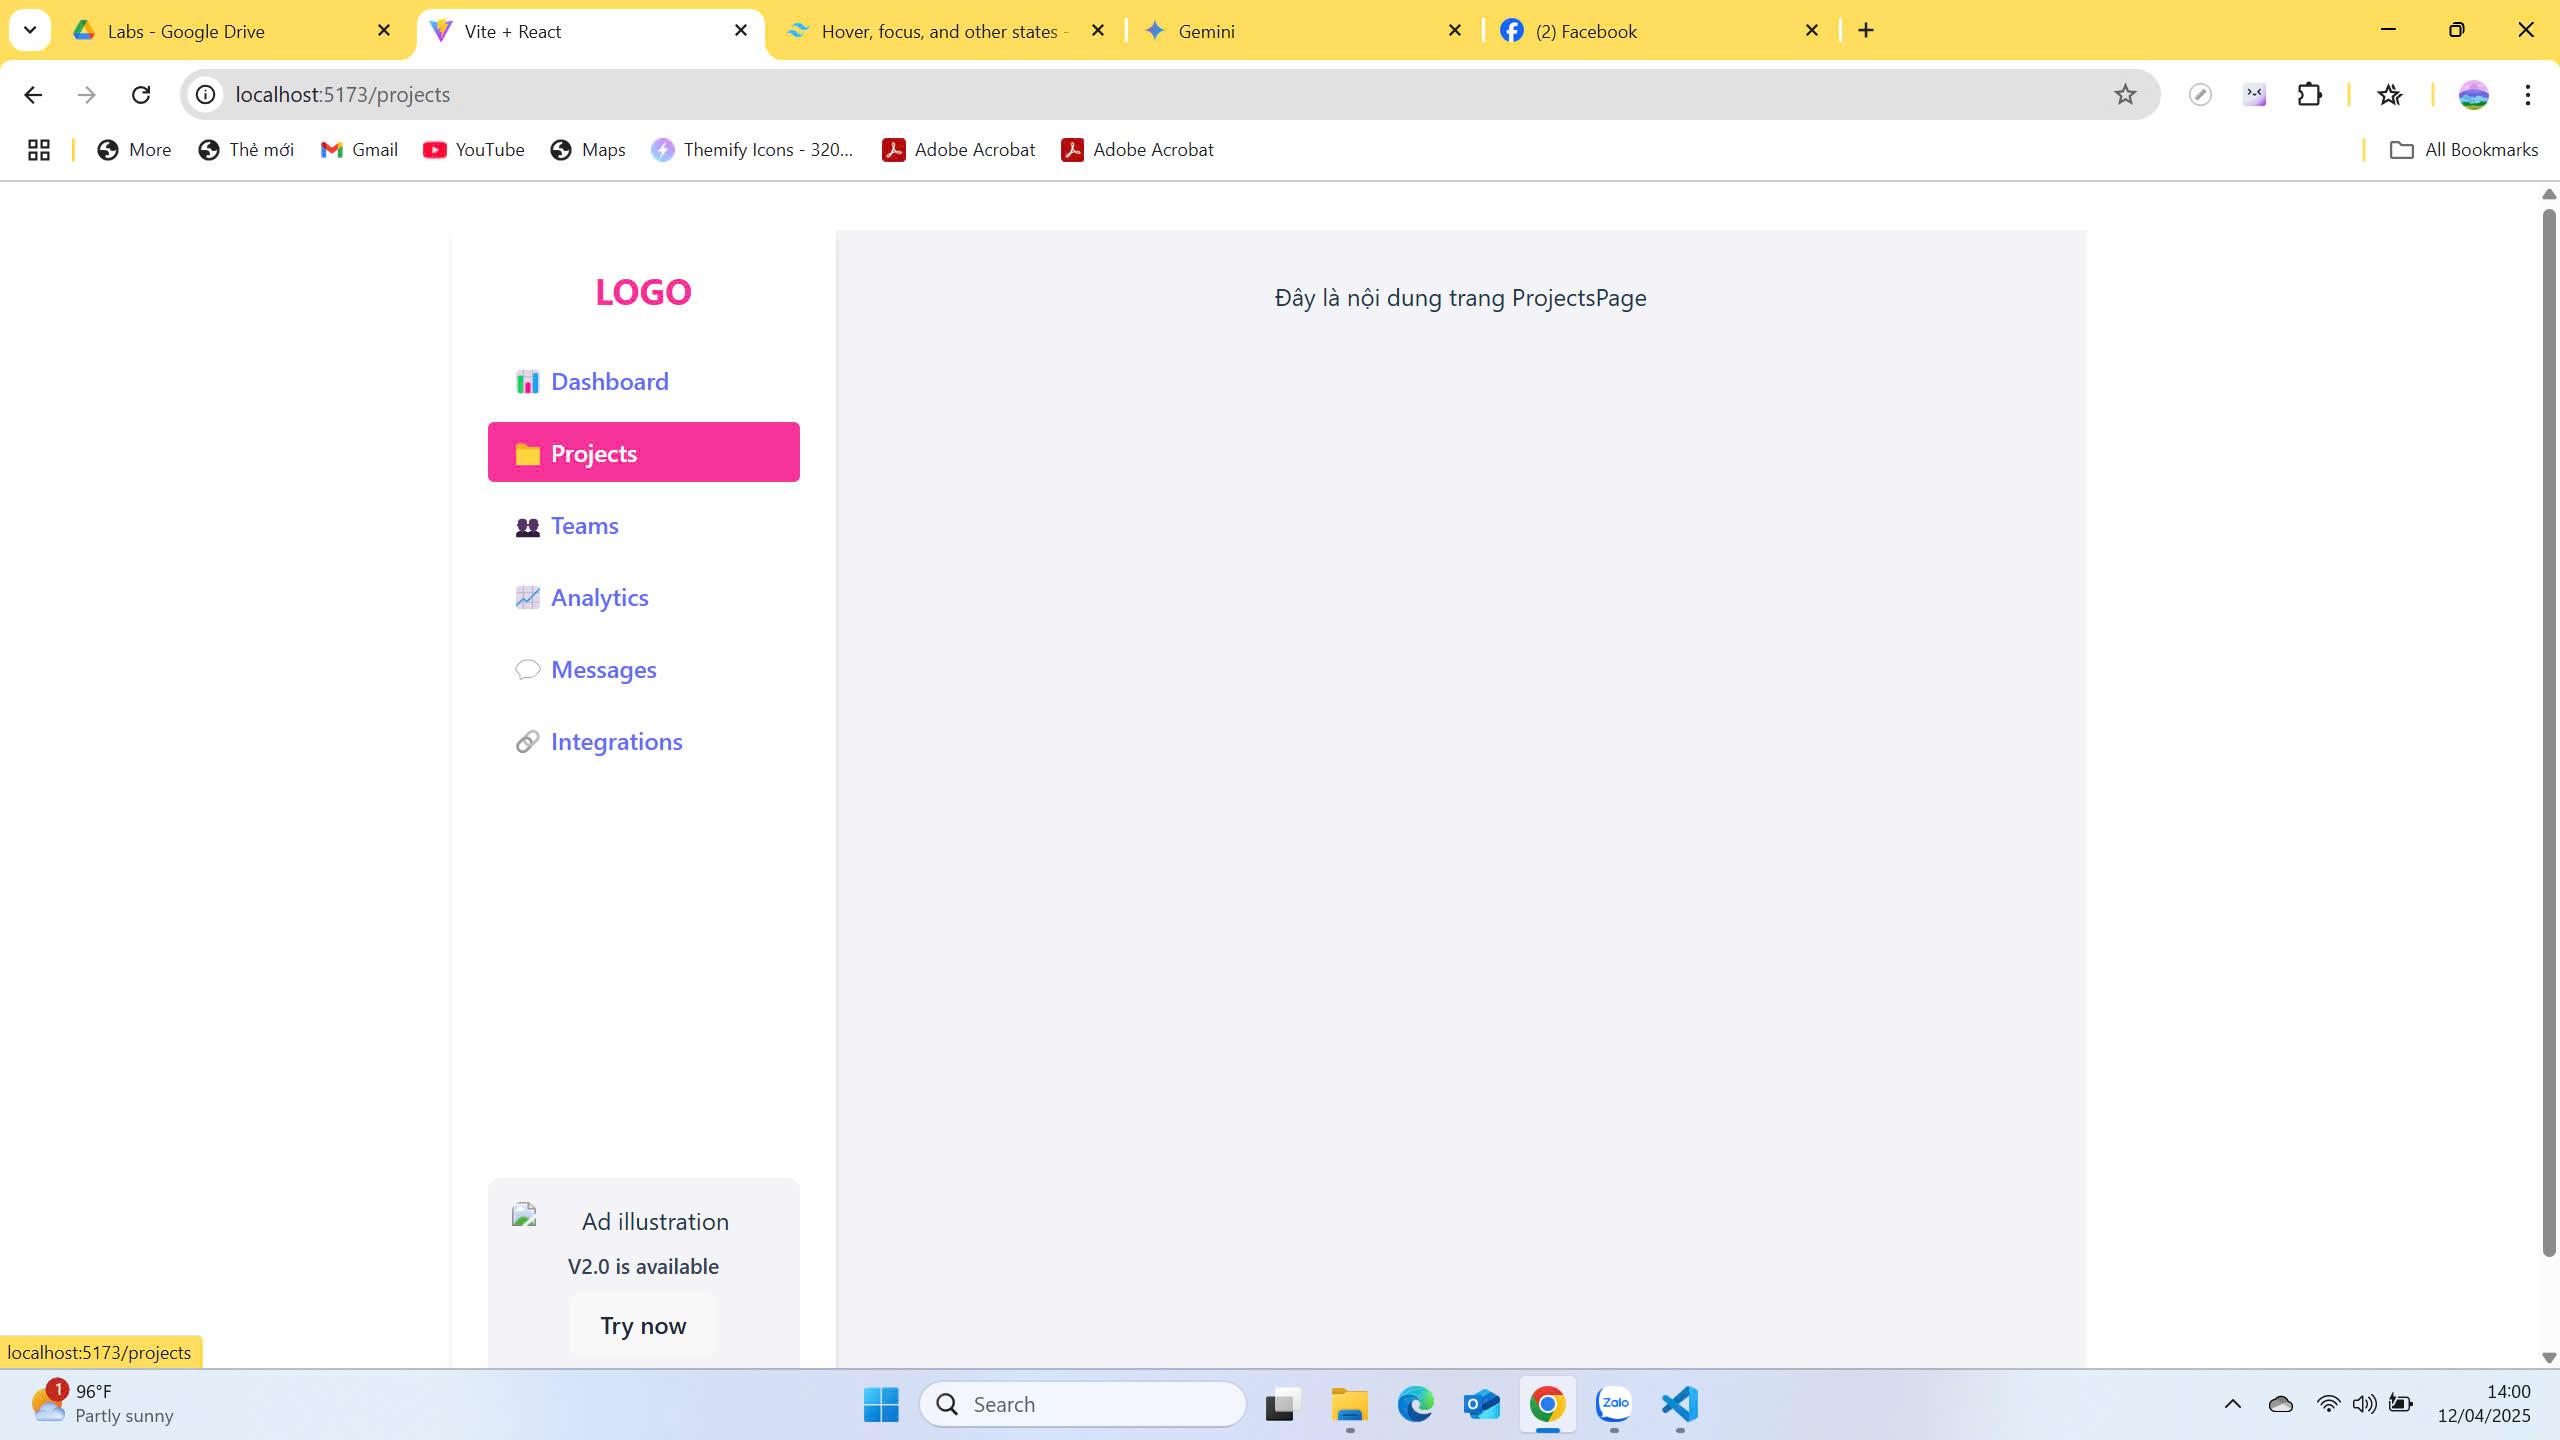 Labs - Google Drive
Vite + React
Hover, focus, and other states -
Gemini
(2) Facebook
localhost:5173/projects
More
Thẻ mới
Gmail
YouTube
Maps
Themify Icons - 320...
Adobe Acrobat
Adobe Acrobat
All Bookmarks
LOGO
Dashboard
Projects
Teams
Analytics
Messages
Integrations
Đây là nội dung trang ProjectsPage
Ad illustration
V2.0 is available
Try now
localhost:5173/projects
1
96°F
Partly sunny
Search
Zalo
14:00
12/04/2025